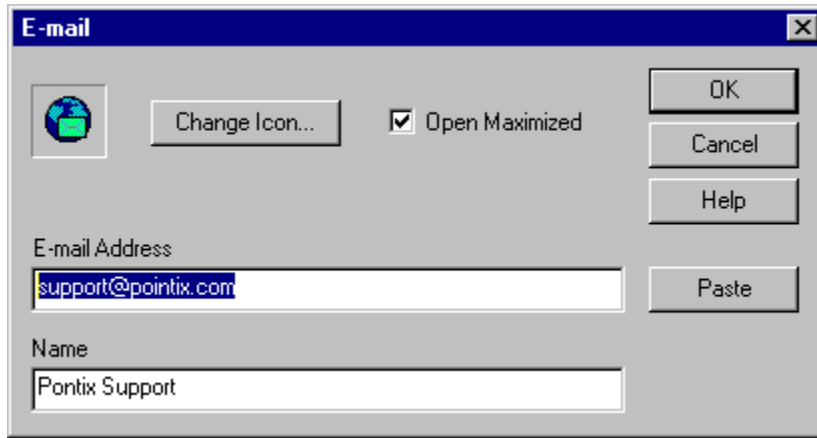 E-mail
Change Icon...
Open Maximized
OK
Cancel
Help
E-mail Address
support@pointix.com
Paste
Name
Pontix Support